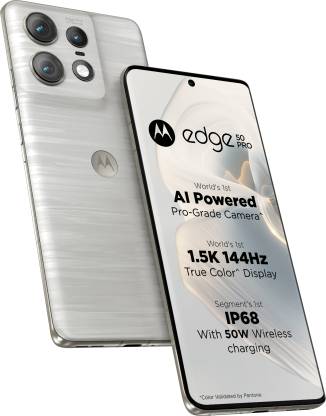 edge 50 PRO
World's 1st
AI Powered
Pro-Grade Camera^
World's 1st
1.5K 144Hz
True Color^ Display
Segment's 1st
IP68
With 50W Wireless
charging
*Color Validated by Pantone